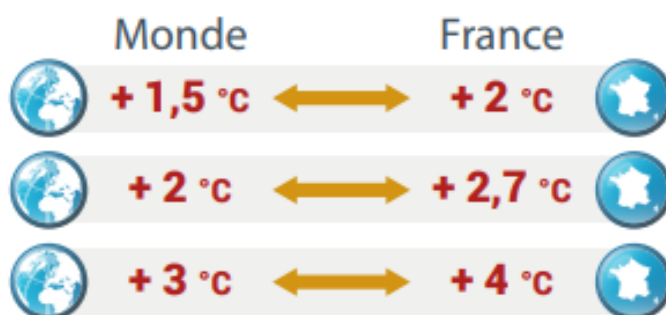 Monde France
+ 1,5 °C + 2 °C
+ 2 °C + 2,7 °C
+ 3 °C + 4 °C